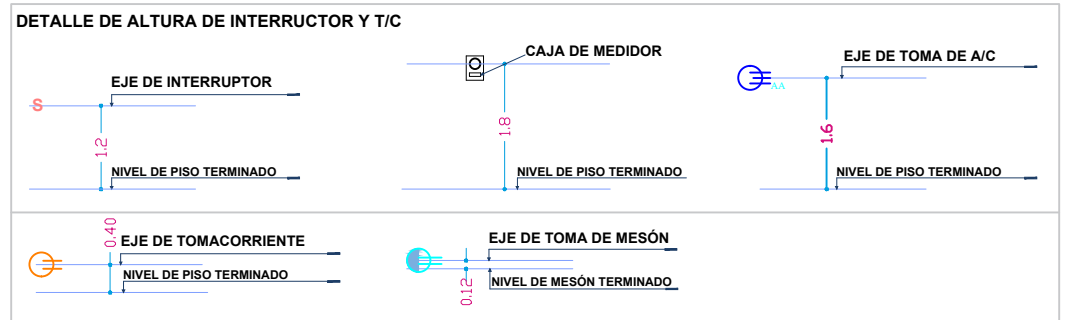 DETALLE DE ALTURA DE INTERRUCTOR Y T/C
EJE DE INTERRUPTOR
S
1.2
NIVEL DE PISO TERMINADO
CAJA DE MEDIDOR
1.8
NIVEL DE PISO TERMINADO
EJE DE TOMA DE A/C
AA
1.6
NIVEL DE PISO TERMINADO
0.40
EJE DE TOMACORRIENTE
NIVEL DE PISO TERMINADO
EJE DE TOMA DE MESÓN
0.12
NIVEL DE MESÓN TERMINADO